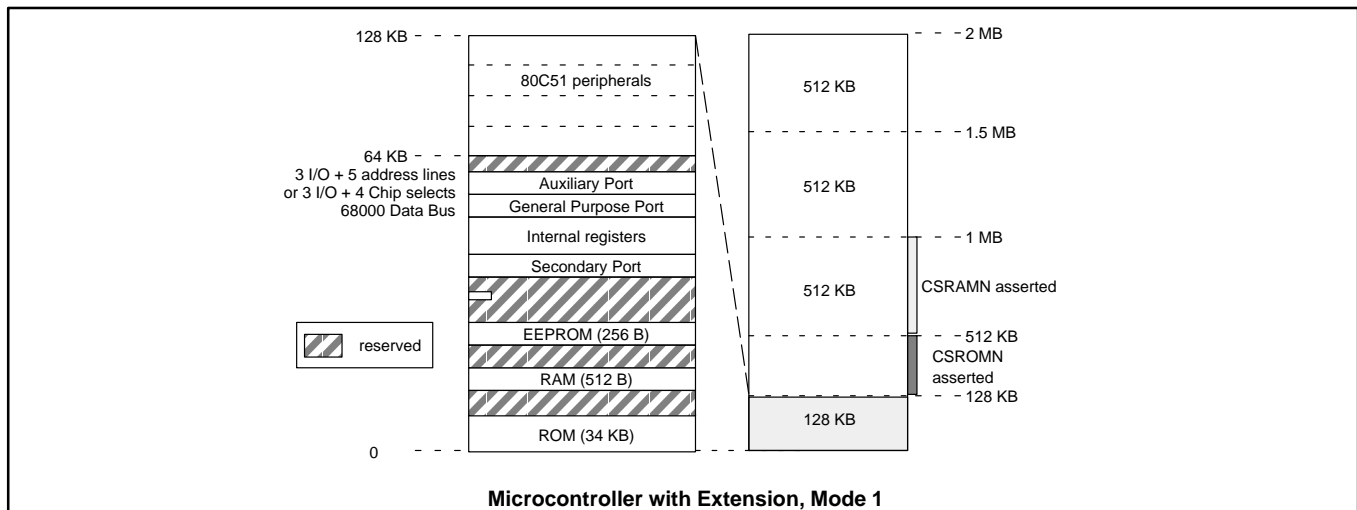 128 KB
80C51 peripherals
64 KB
3 I/O + 5 address lines
or 3 I/O + 4 Chip selects
68000 Data Bus
Auxiliary Port
General Purpose Port
Internal registers
Secondary Port
reserved
EEPROM (256 B)
RAM (512 B)
ROM (34 KB)
0
2 MB
512 KB
1.5 MB
512 KB
1 MB
512 KB
CSRAMN asserted
512 KB
CSROMN
asserted
128 KB
128 KB
Microcontroller with Extension, Mode 1